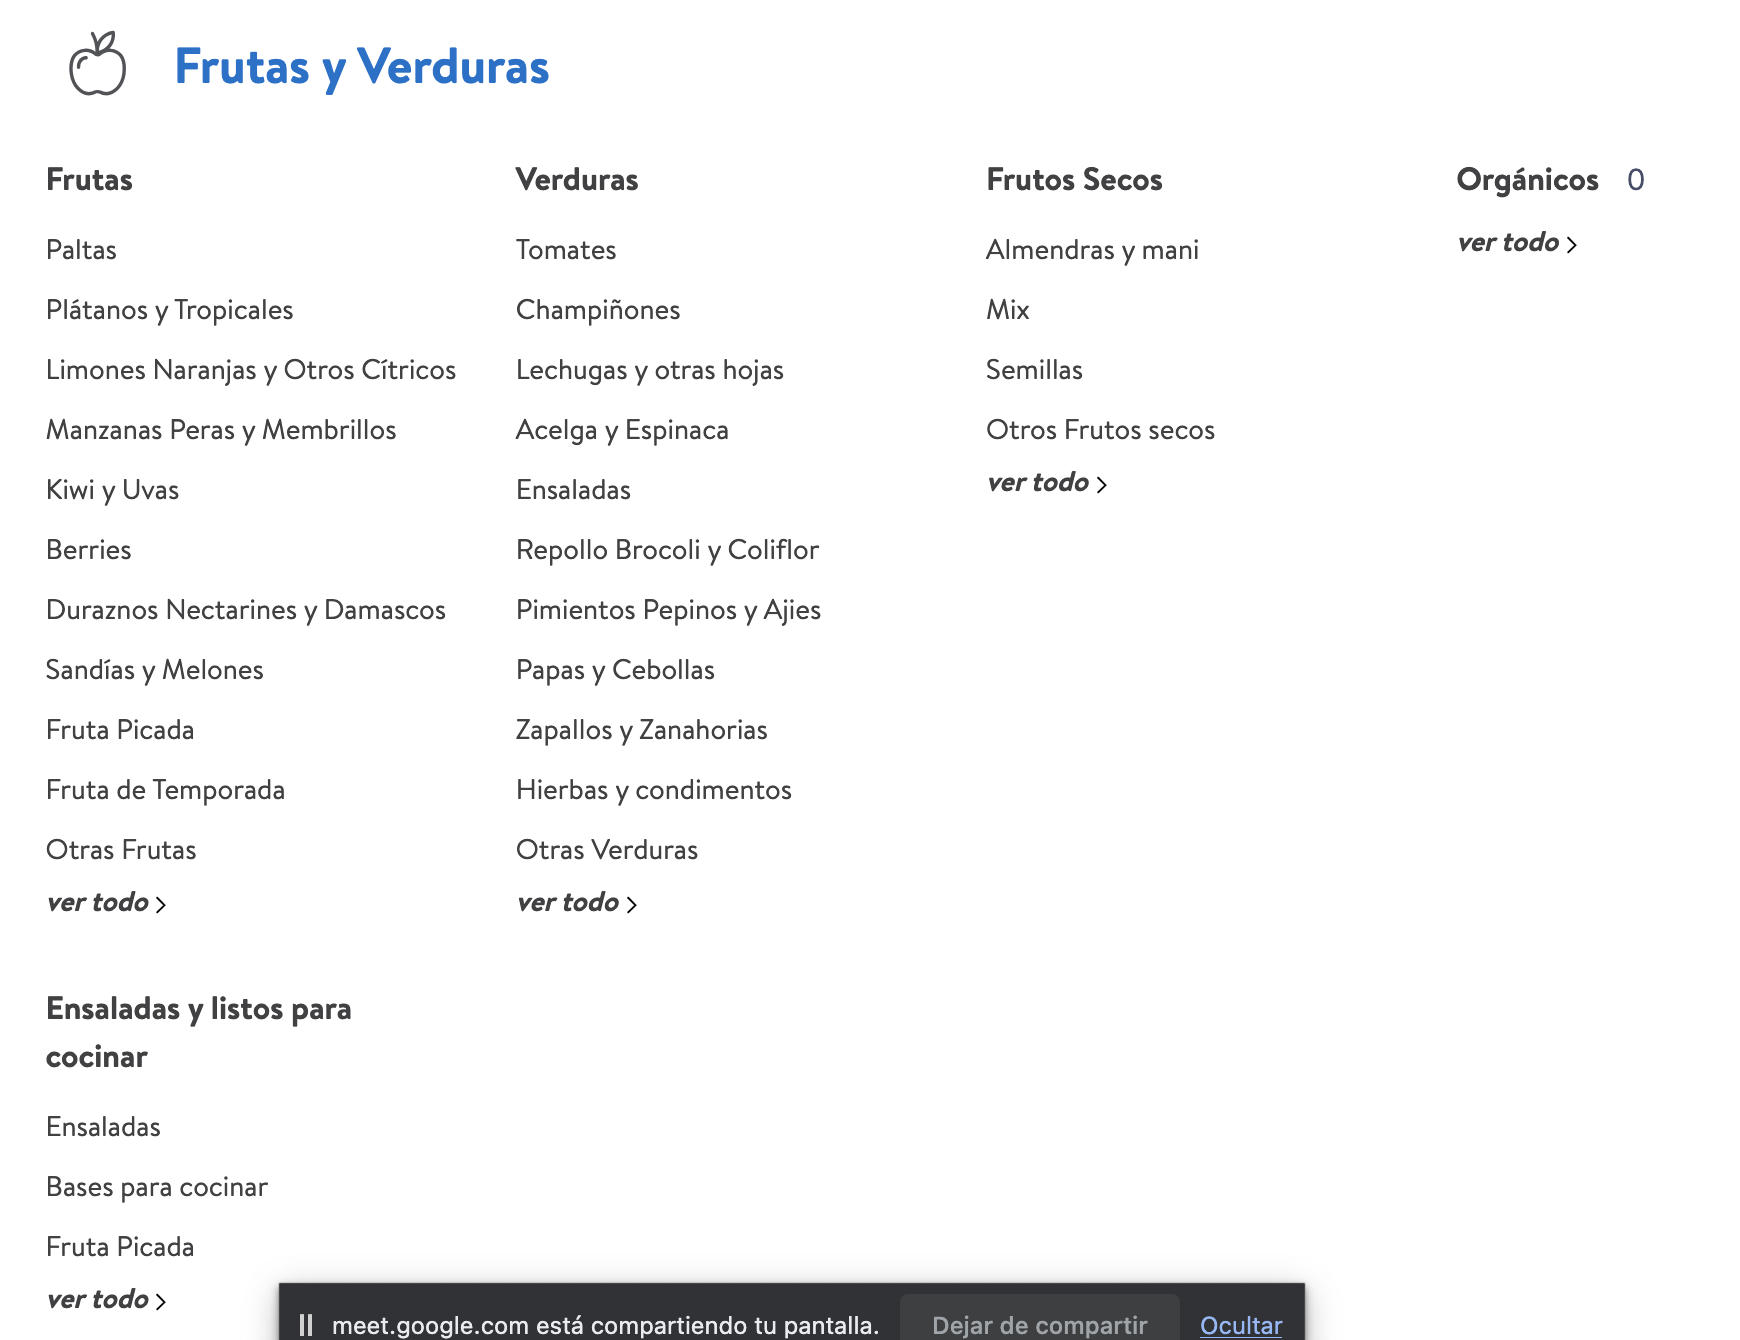 Frutas y Verduras
Frutas
Paltas
Plátanos y Tropicales
Limones Naranjas y Otros Cítricos
Manzanas Peras y Membrillos
Kiwi y Uvas
Berries
Duraznos Nectarines y Damascos
Sandías y Melones
Fruta Picada
Fruta de Temporada
Otras Frutas
ver todo >
Verduras
Tomates
Champiñones
Lechugas y otras hojas
Acelga y Espinaca
Ensaladas
Repollo Brocoli y Coliflor
Pimientos Pepinos y Ajies
Papas y Cebollas
Zapallos y Zanahorias
Hierbas y condimentos
Otras Verduras
ver todo >
Frutos Secos
Almendras y mani
Mix
Semillas
Otros Frutos secos
ver todo >
Orgánicos 0
ver todo >
Ensaladas y listos para
cocinar
Ensaladas
Bases para cocinar
Fruta Picada
ver todo >
meet.google.com está compartiendo tu pantalla. Dejar de compartir Ocultar